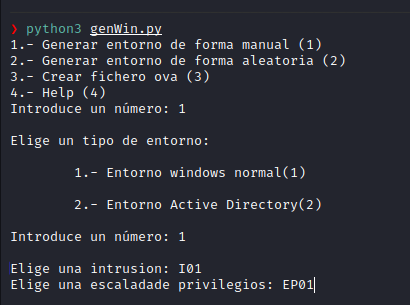 ❯ python3 genWin.py
1.- Generar entorno de forma manual (1)
2.- Generar entorno de forma aleatoria (2)
3.- Crear fichero ova (3)
4.- Help (4)
Introduce un número: 1
Elige un tipo de entorno:
1.- Entorno windows normal(1)
2.- Entorno Active Directory(2)
Introduce un número: 1
Elige una intrusion: I01
Elige una escaladade privilegios: EP01